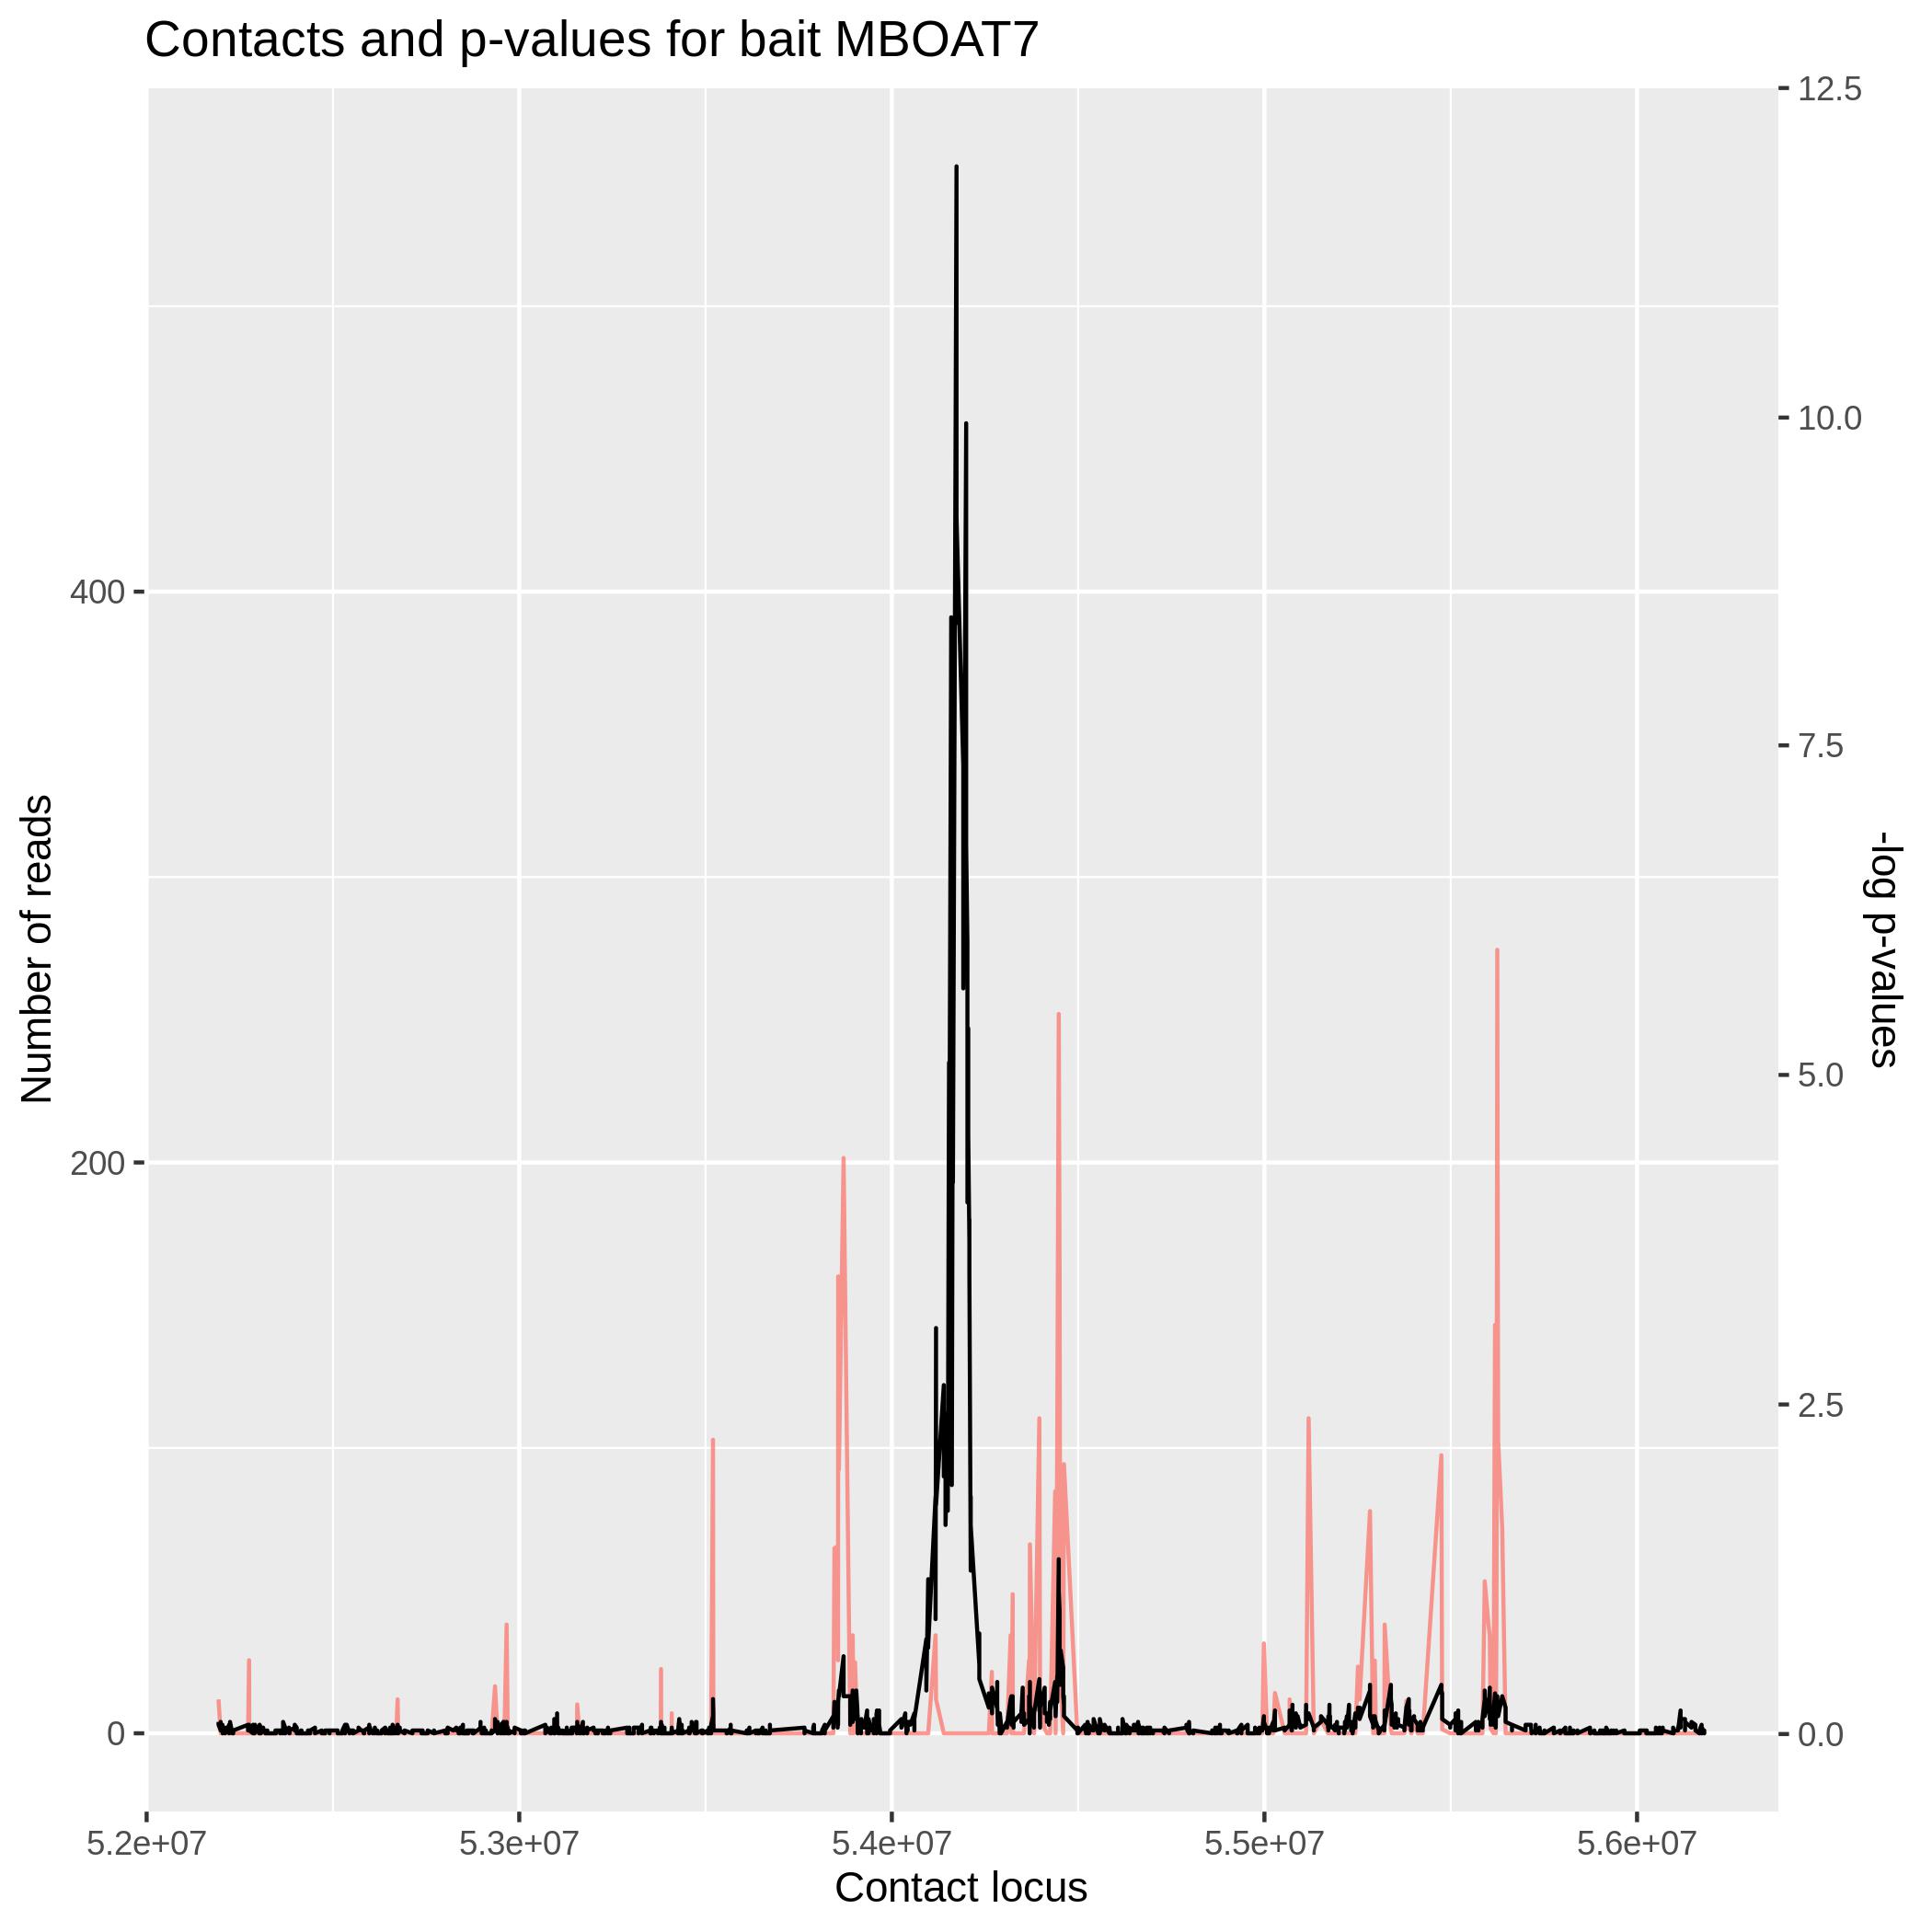 Contacts and p-values for bait MBOAT7
12.5
10.0
7.5
5.0
2.5
0.0
-log p-values
400
200
0
Number of reads
5.2e+07
5.3e+07
5.4e+07
5.5e+07
5.6e+07
Contact locus